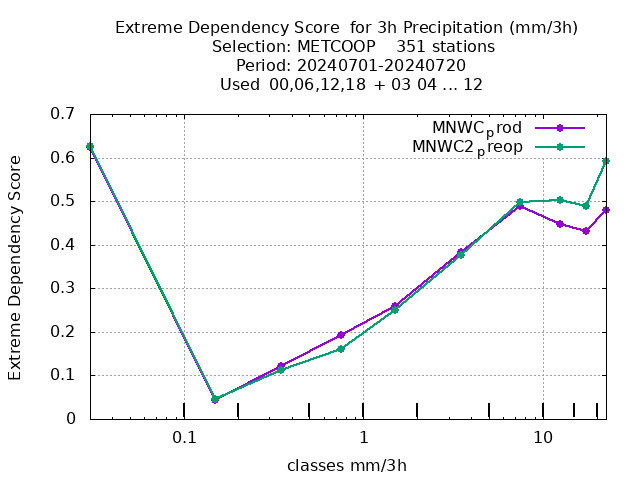 Extreme Dependency Score  for 3h Precipitation (mm/3h)
Selection: METCOOP    351 stations
Period: 20240701-20240720
Used  00,06,12,18  + 03 04 ... 12
MNWCprod
MNWC2preop
Extreme Dependency Score
0.7
0.6
0.5
0.4
0.3
0.2
0.1
0
0.1 1 10
classes mm/3h